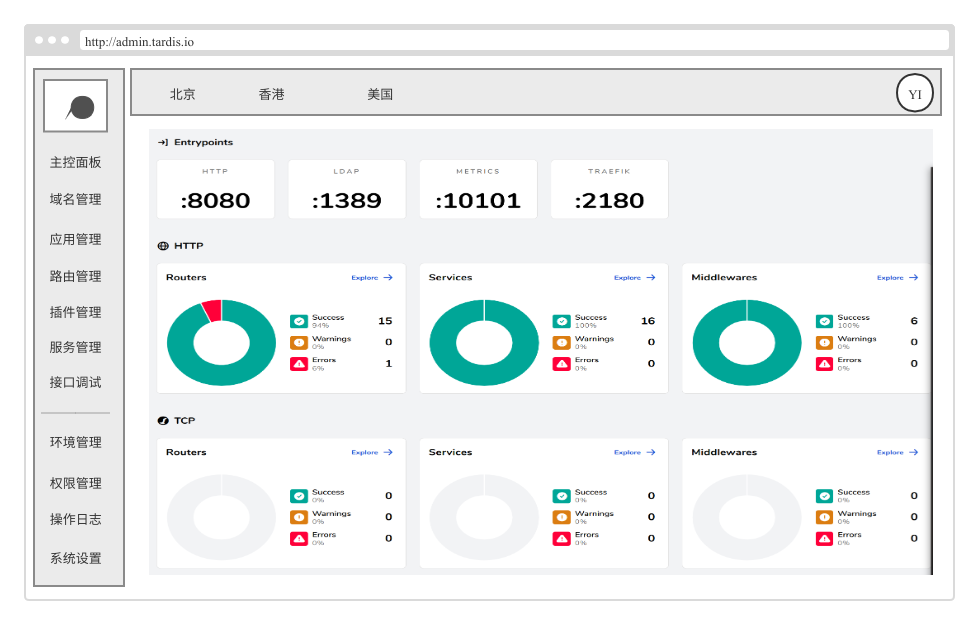 http://admin.tardis.io
北京 香港 美国 YI
主控面板
域名管理
应用管理
路由管理
插件管理
服务管理
接口调试
环境管理
权限管理
操作日志
系统设置
Entrypoints
HTTP LDAP METRICS TRAEFIK
:8080 :1389 :10101 :2180
HTTP
Routers Explore
Success 15
94%
Warnings 0
0%
Errors 1
6%
Services Explore
Success 16
100%
Warnings 0
0%
Errors 0
0%
Middlewares Explore
Success 6
100%
Warnings 0
0%
Errors 0
0%
TCP
Routers Explore
Success 0
0%
Warnings 0
0%
Errors 0
0%
Services Explore
Success 0
0%
Warnings 0
0%
Errors 0
0%
Middlewares Explore
Success 0
0%
Warnings 0
0%
Errors 0
0%